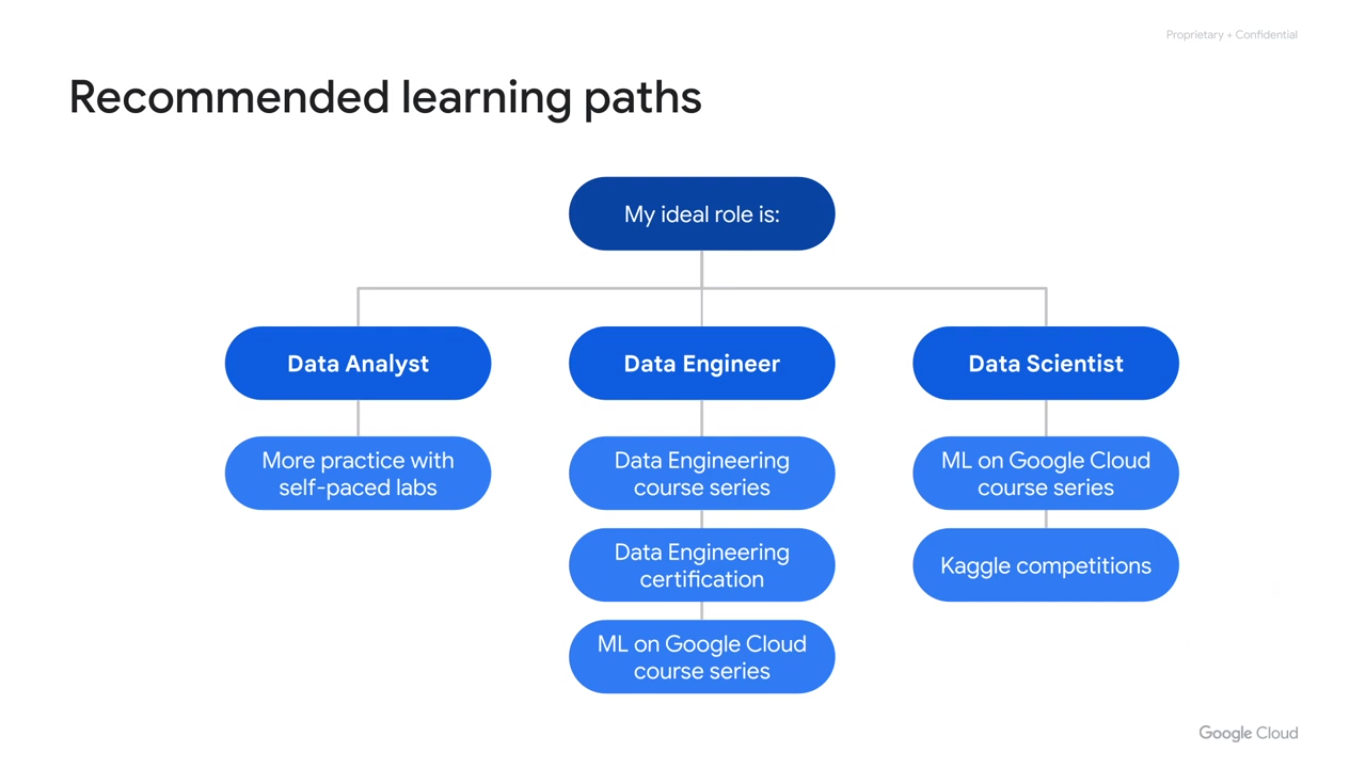 Proprietary + Confidential
Recommended learning paths
My ideal role is:
Data Analyst
Data Engineer
Data Scientist
More practice with
self-paced labs
Data Engineering
course series
ML on Google Cloud
course series
Data Engineering
certification
Kaggle competitions
ML on Google Cloud
course series
Google Cloud